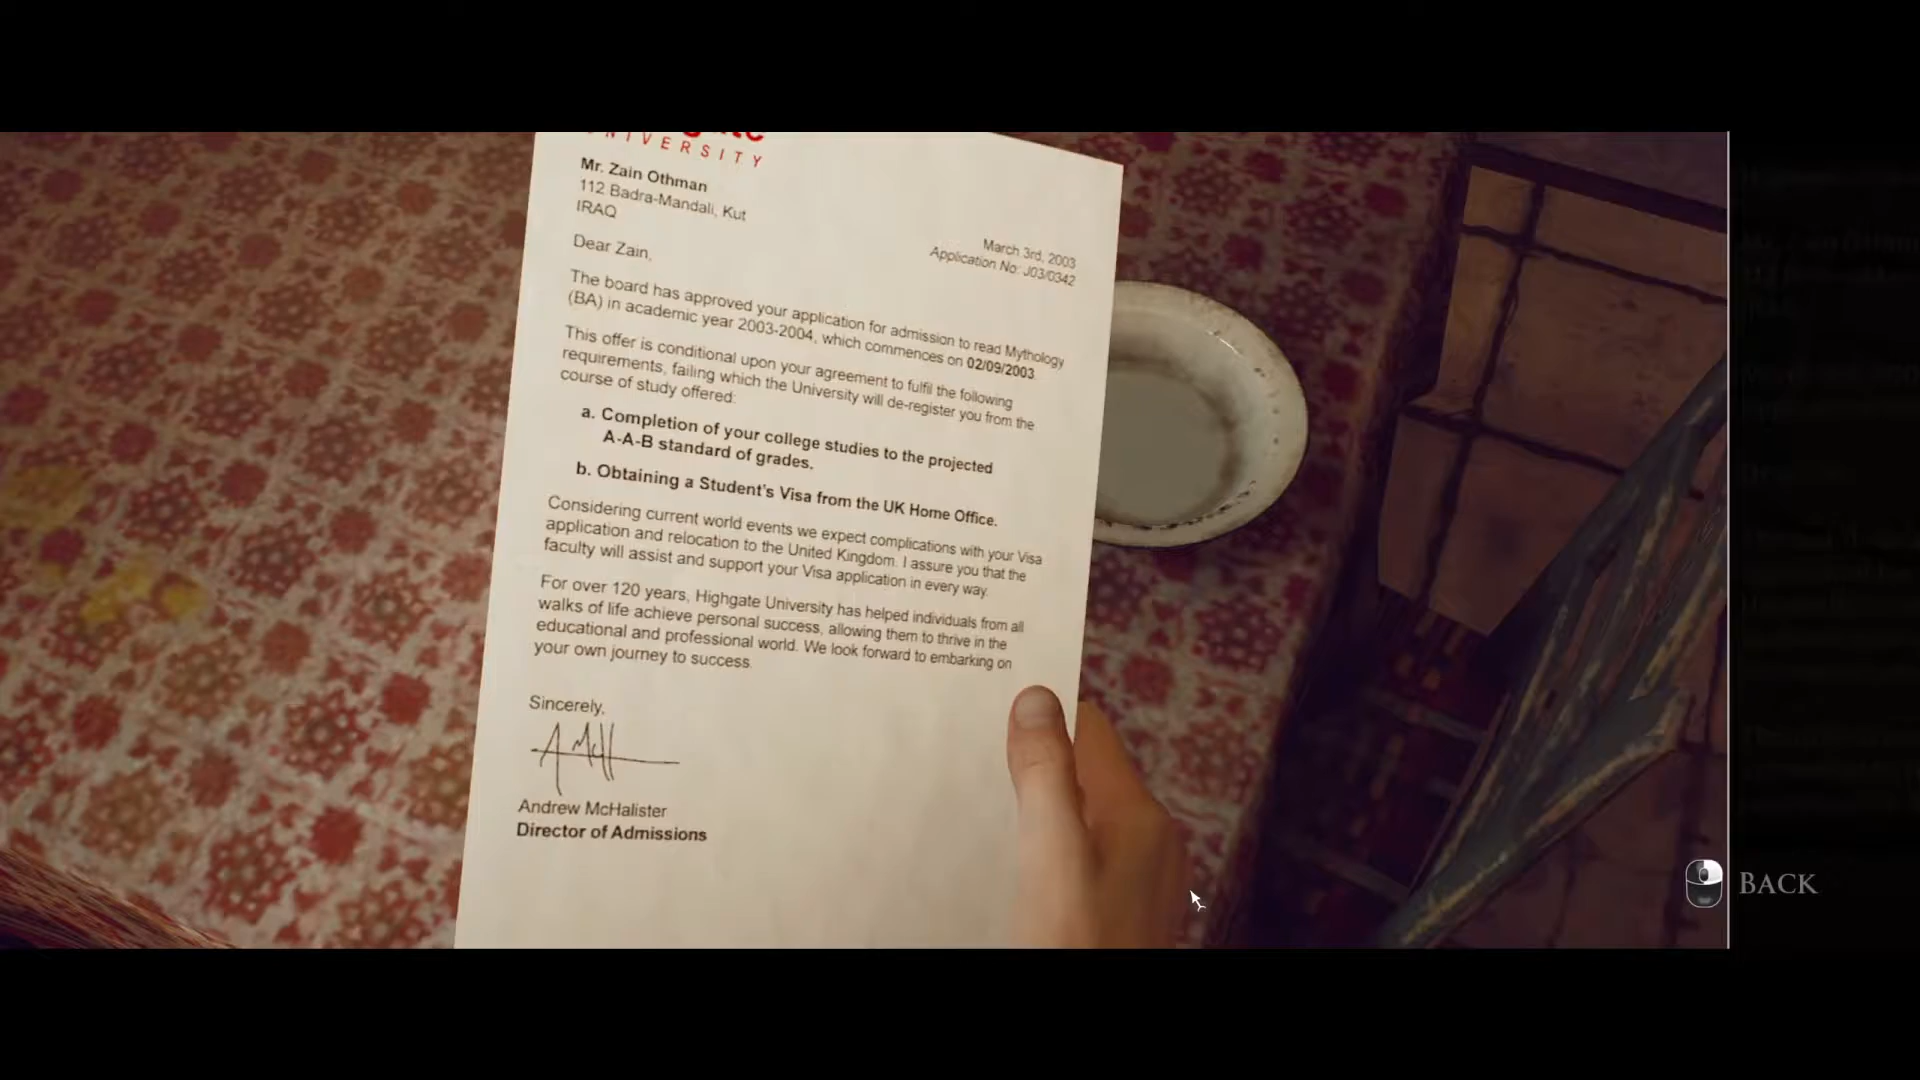 UNIVERSITY
Mr. Zain Othman
112 Badra-Mandali, Kut
IRAQ
March 3rd, 2003
Application No: J03/0342
Dear Zain,
The board has approved your application for admission to read Mythology
(BA) in academic year 2003-2004, which commences on 02/09/2003.
This offer is conditional upon your agreement to fulfil the following
requirements, failing which the University will de-register you from the
course of study offered:
a. Completion of your college studies to the projected
A-A-B standard of grades.
b. Obtaining a Student's Visa from the UK Home Office.
Considering current world events we expect complications with your Visa
application and relocation to the United Kingdom. I assure you that the
faculty will assist and support your Visa application in every way.
For over 120 years, Highgate University has helped individuals from all
walks of life achieve personal success, allowing them to thrive in the
educational and professional world. We look forward to embarking on
your own journey to success.
Sincerely,
Andrew McHalister
Director of Admissions
BACK